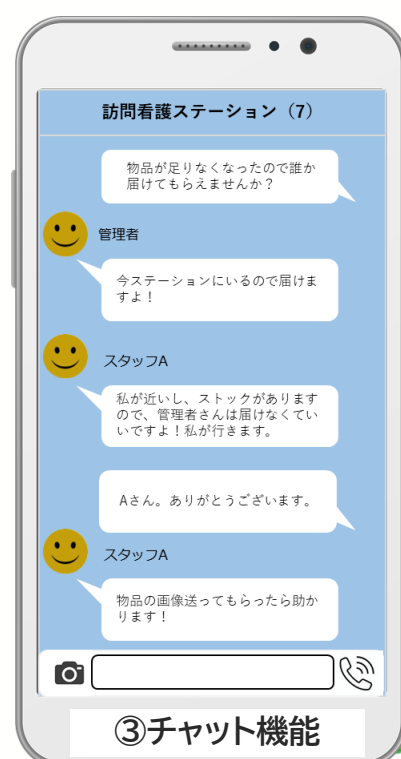 訪問看護ステーション（7）
物品が足りなくなったので誰か
届けてもらえませんか？
管理者
今ステーションにいるので届けま
すよ！
スタッフA
私が近いし、ストックがあります
ので、管理者さんは届けなくてい
いですよ！私が行きます。
Aさん。ありがとうございます。
スタッフA
物品の画像送ってもらったら助か
ります！
③チャット機能